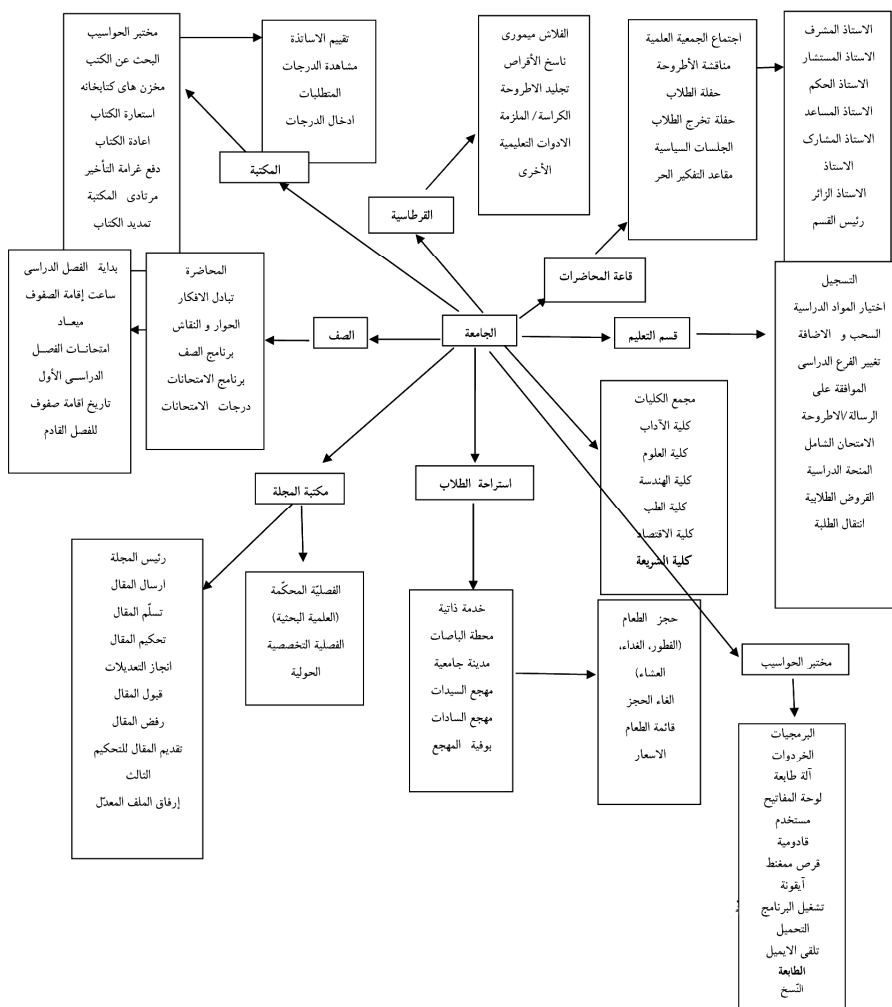 الاستاذ المشرف
الاستاذ المستشار
الاستاذ الحكم
الاستاذ المساعد
الاستاذ المشارك
الاستاذ
الاستاذ الزائر
رئيس القسم
اجتماع الجمعية العلمية
مناقشة الأطروحة
حفلة الطلاب
حفلة تخرج الطلاب
الجلسات السياسية
مقاعد التفكير الحر
الفلاش ميمورى
ناسخ الأقراص
تجليد الاطروحة
الكراسة/ الملزمة
الادوات التعليمية
الأخرى
تقييم الاساتذة
مشاهدة الدرجات
المتطلبات
ادخال الدرجات
مختبر الحواسيب
البحث عن الكتب
مخزن هاى كتابخانه
استعارة الكتاب
اعادة الكتاب
دفع غرامة التأخير
مرتادى المكتبة
تمديد الكتاب
المكتبة
القرطاسية
قاعة المحاضرات
التسجيل
اختيار المواد الدراسية
السحب و الاضافة
تغيير الفرع الدراسى
الموافقة على
الرسالة/الاطروحة
الامتحان الشامل
المنحة الدراسية
القروض الطلابية
انتقال الطلبة
قسم التعليم
الجامعة
الصف
المحاضرة
تبادل الافكار
الحوار و النقاش
برنامج الصف
برنامج الامتحانات
درجات الامتحانات
بداية الفصل الدراسى
ساعت إقامة الصفوف
ميعـاد
امتحانـات الفصـل
الدراسـى الأول
تاريخ اقامة صفوف
للفصل القادم
مجمع الكليات
كلية الآداب
كلية العلوم
كلية الهندسة
كلية الطب
كلية الاقتصاد
كلية الشريعة
استراحة الطلاب
مكتبة المجلة
رئيس المجلة
ارسال المقال
تسلّم المقال
تحكيم المقال
انجاز التعديلات
قبول المقال
رفض المقال
تقديم المقال للتحكيم
الثالث
إرفاق الملف المعدّل
الفصليّة المحكّمة
(العلمية البحثية)
الفصلية التخصصية
الحولية
خدمة ذاتية
محطة الباصات
مدينة جامعية
مهجع السيدات
مهجع السادات
بوفية المهجع
حجز الطعام
(الفطور، الغداء،
العشاء)
الغاء الحجز
قائمة الطعام
الاسعار
مختبر الحواسيب
البرمجيات
الخردوات
آلة طابعة
لوحة المفاتيح
مستخدم
قادومية
قرص ممغنط
آيقونة
تشغيل البرنامج
التحميل
تلقى الايميل
الطابعة
النّسخ